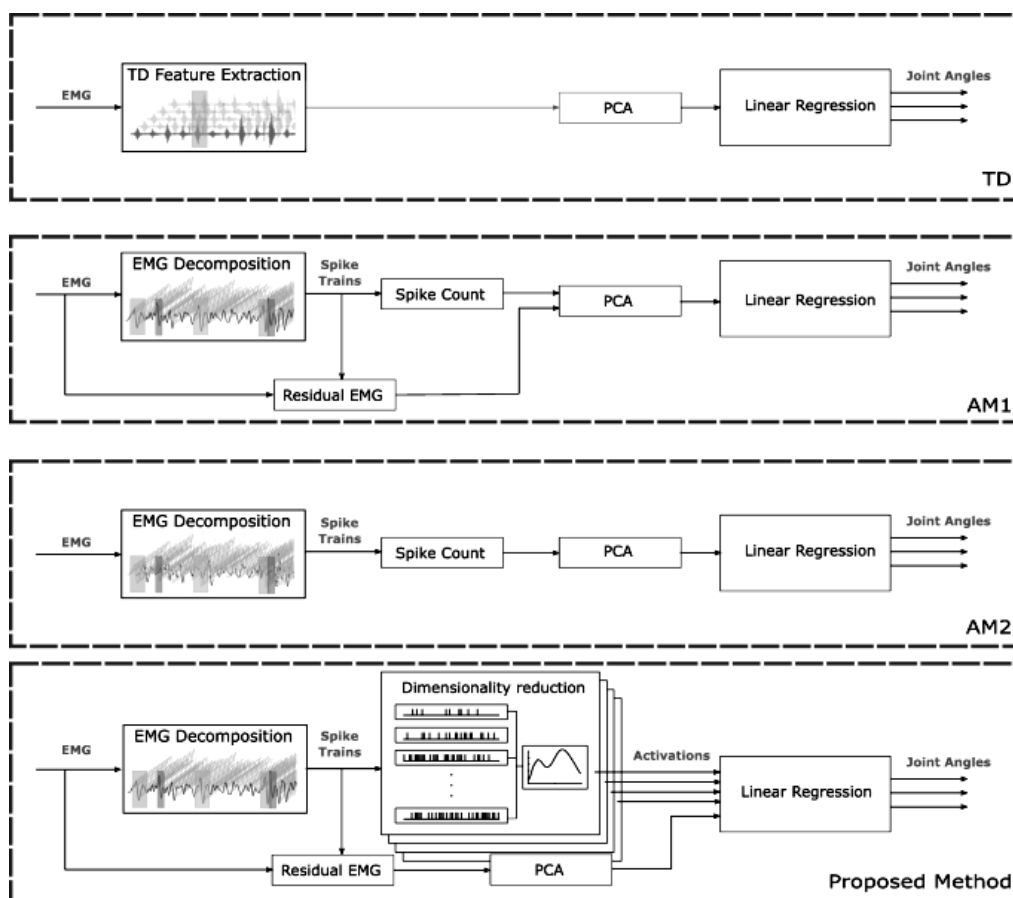 TD Feature Extraction
EMG
PCA
Linear Regression
Joint Angles
TD
EMG Decomposition
EMG
Spike
Trains
Spike Count
PCA
Linear Regression
Joint Angles
Residual EMG
AM1
EMG Decomposition
EMG
Spike
Trains
Spike Count
PCA
Linear Regression
Joint Angles
AM2
Dimensionality reduction
EMG Decomposition
EMG
Spike
Trains
Activations
Linear Regression
Joint Angles
Residual EMG
PCA
Proposed Method